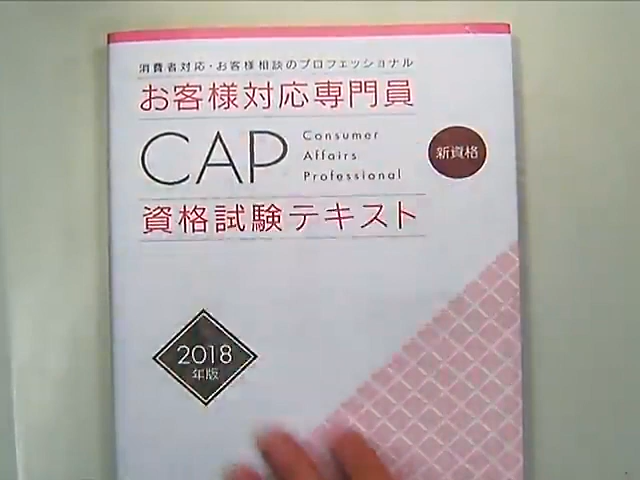 消費者対応・お客様相談のプロフェッショナル
お客様対応専門員
CAP
Consumer
Affairs
Professional
新資格
資格試験テキスト
2018
年版